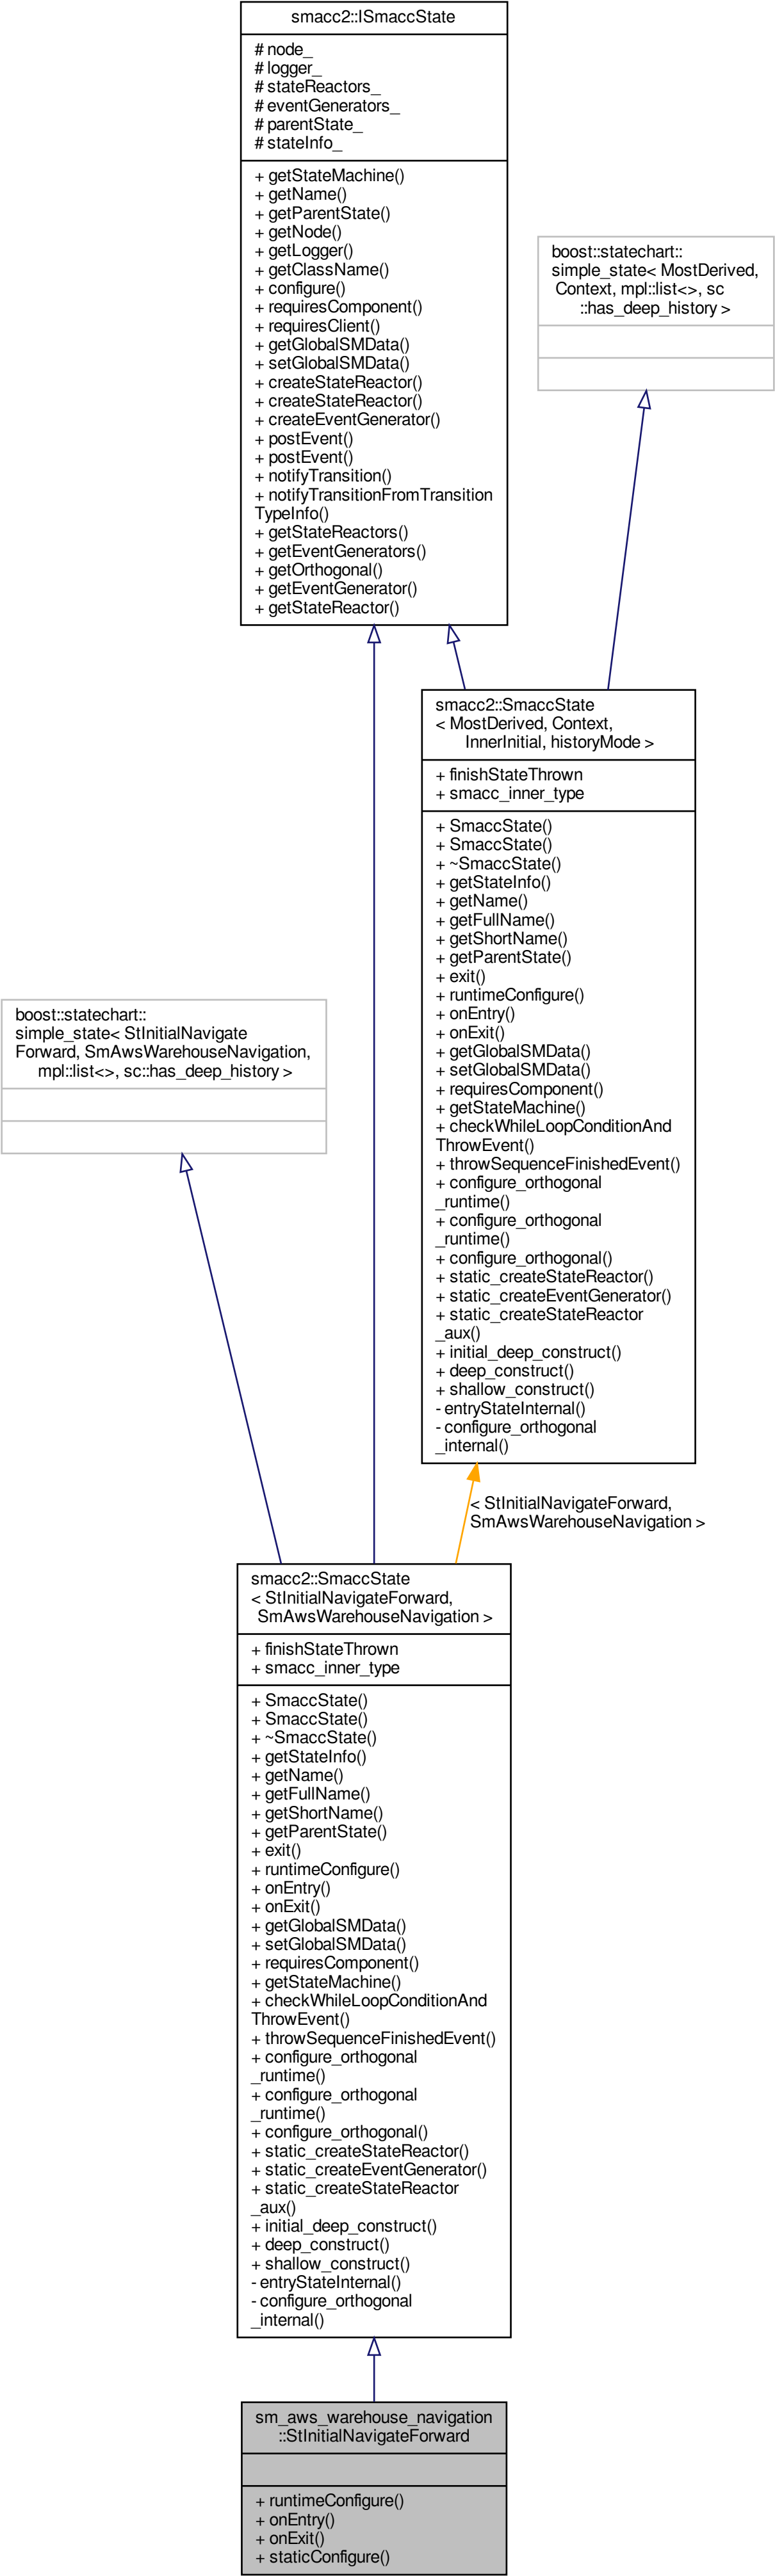 smacc2::ISmaccState
# node_
# logger_
# stateReactors_
# eventGenerators_
# parentState_
# stateInfo_
+ getStateMachine()
+ getName()
+ getParentState()
+ getNode()
+ getLogger()
+ getClassName()
+ configure()
+ requiresComponent()
+ requiresClient()
+ getGlobalSMData()
+ setGlobalSMData()
+ createStateReactor()
+ createStateReactor()
+ createEventGenerator()
+ postEvent()
+ postEvent()
+ notifyTransition()
+ notifyTransitionFromTransition
TypeInfo()
+ getStateReactors()
+ getEventGenerators()
+ getOrthogonal()
+ getEventGenerator()
+ getStateReactor()
boost::statechart::
simple_state< MostDerived,
Context, mpl::list<>, sc
::has_deep_history >
smacc2::SmaccState
< MostDerived, Context,
InnerInitial, historyMode >
+ finishStateThrown
+ smacc_inner_type
+ SmaccState()
+ SmaccState()
+ ~SmaccState()
+ getStateInfo()
+ getName()
+ getFullName()
+ getShortName()
+ getParentState()
+ exit()
+ runtimeConfigure()
+ onEntry()
+ onExit()
+ getGlobalSMData()
+ setGlobalSMData()
+ requiresComponent()
+ getStateMachine()
+ checkWhileLoopConditionAnd
ThrowEvent()
+ throwSequenceFinishedEvent()
+ configure_orthogonal
_runtime()
+ configure_orthogonal
_runtime()
+ configure_orthogonal()
+ static_createStateReactor()
+ static_createEventGenerator()
+ static_createStateReactor
_aux()
+ initial_deep_construct()
+ deep_construct()
+ shallow_construct()
- entryStateInternal()
- configure_orthogonal
_internal()
boost::statechart::
simple_state< StInitialNavigate
Forward, SmAwsWarehouseNavigation,
mpl::list<>, sc::has_deep_history >
< StInitialNavigateForward,
SmAwsWarehouseNavigation >
smacc2::SmaccState
< StInitialNavigateForward,
SmAwsWarehouseNavigation >
+ finishStateThrown
+ smacc_inner_type
+ SmaccState()
+ SmaccState()
+ ~SmaccState()
+ getStateInfo()
+ getName()
+ getFullName()
+ getShortName()
+ getParentState()
+ exit()
+ runtimeConfigure()
+ onEntry()
+ onExit()
+ getGlobalSMData()
+ setGlobalSMData()
+ requiresComponent()
+ getStateMachine()
+ checkWhileLoopConditionAnd
ThrowEvent()
+ throwSequenceFinishedEvent()
+ configure_orthogonal
_runtime()
+ configure_orthogonal
_runtime()
+ configure_orthogonal()
+ static_createStateReactor()
+ static_createEventGenerator()
+ static_createStateReactor
_aux()
+ initial_deep_construct()
+ deep_construct()
+ shallow_construct()
- entryStateInternal()
- configure_orthogonal
_internal()
sm_aws_warehouse_navigation
::StInitialNavigateForward
+ runtimeConfigure()
+ onEntry()
+ onExit()
+ staticConfigure()